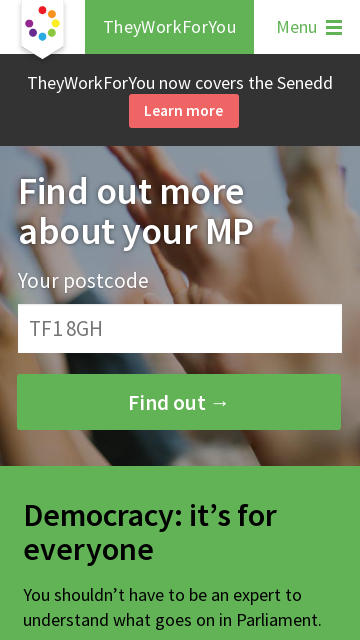 TheyWorkForYou
Menu
TheyWorkForYou now covers the Senedd
Learn more
Find out more
about your MP
Your postcode
TF1 8GH
Find out →
Democracy: it’s for
everyone
You shouldn’t have to be an expert to
understand what goes on in Parliament.